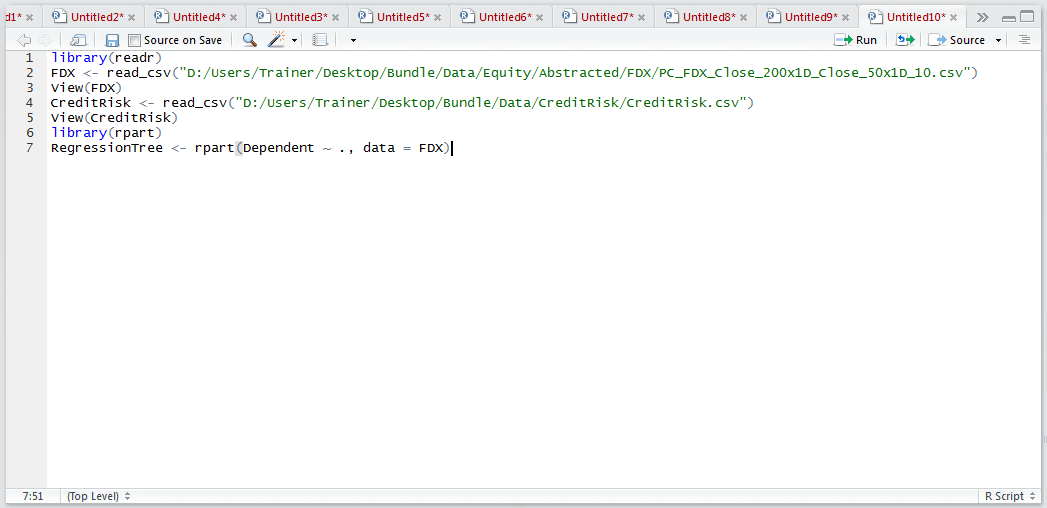 d1* Untitled2* Untitled4* Untitled3* Untitled5* Untitled6* Untitled7* Untitled8* Untitled9* Untitled10*
Source on Save Run Source
1 library(readr)
2 FDX <- read_csv("D:/Users/Trainer/Desktop/Bundle/Data/Equity/Abstracted/FDX/PC_FDX_Close_200x1D_Close_50x1D_10.csv")
3 View(FDX)
4 CreditRisk <- read_csv("D:/Users/Trainer/Desktop/Bundle/Data/CreditRisk/CreditRisk.csv")
5 View(CreditRisk)
6 library(rpart)
7 RegressionTree <- rpart(Dependent ~ ., data = FDX)
7:51 (Top Level) R Script